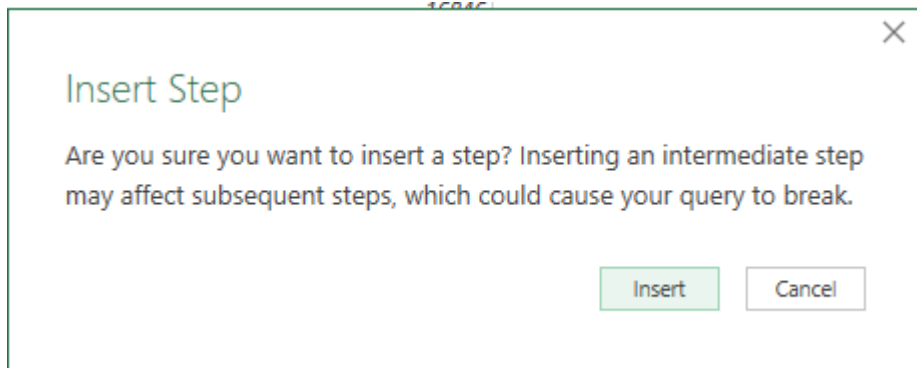 Insert Step
Are you sure you want to insert a step? Inserting an intermediate step
may affect subsequent steps, which could cause your query to break.
Insert
Cancel